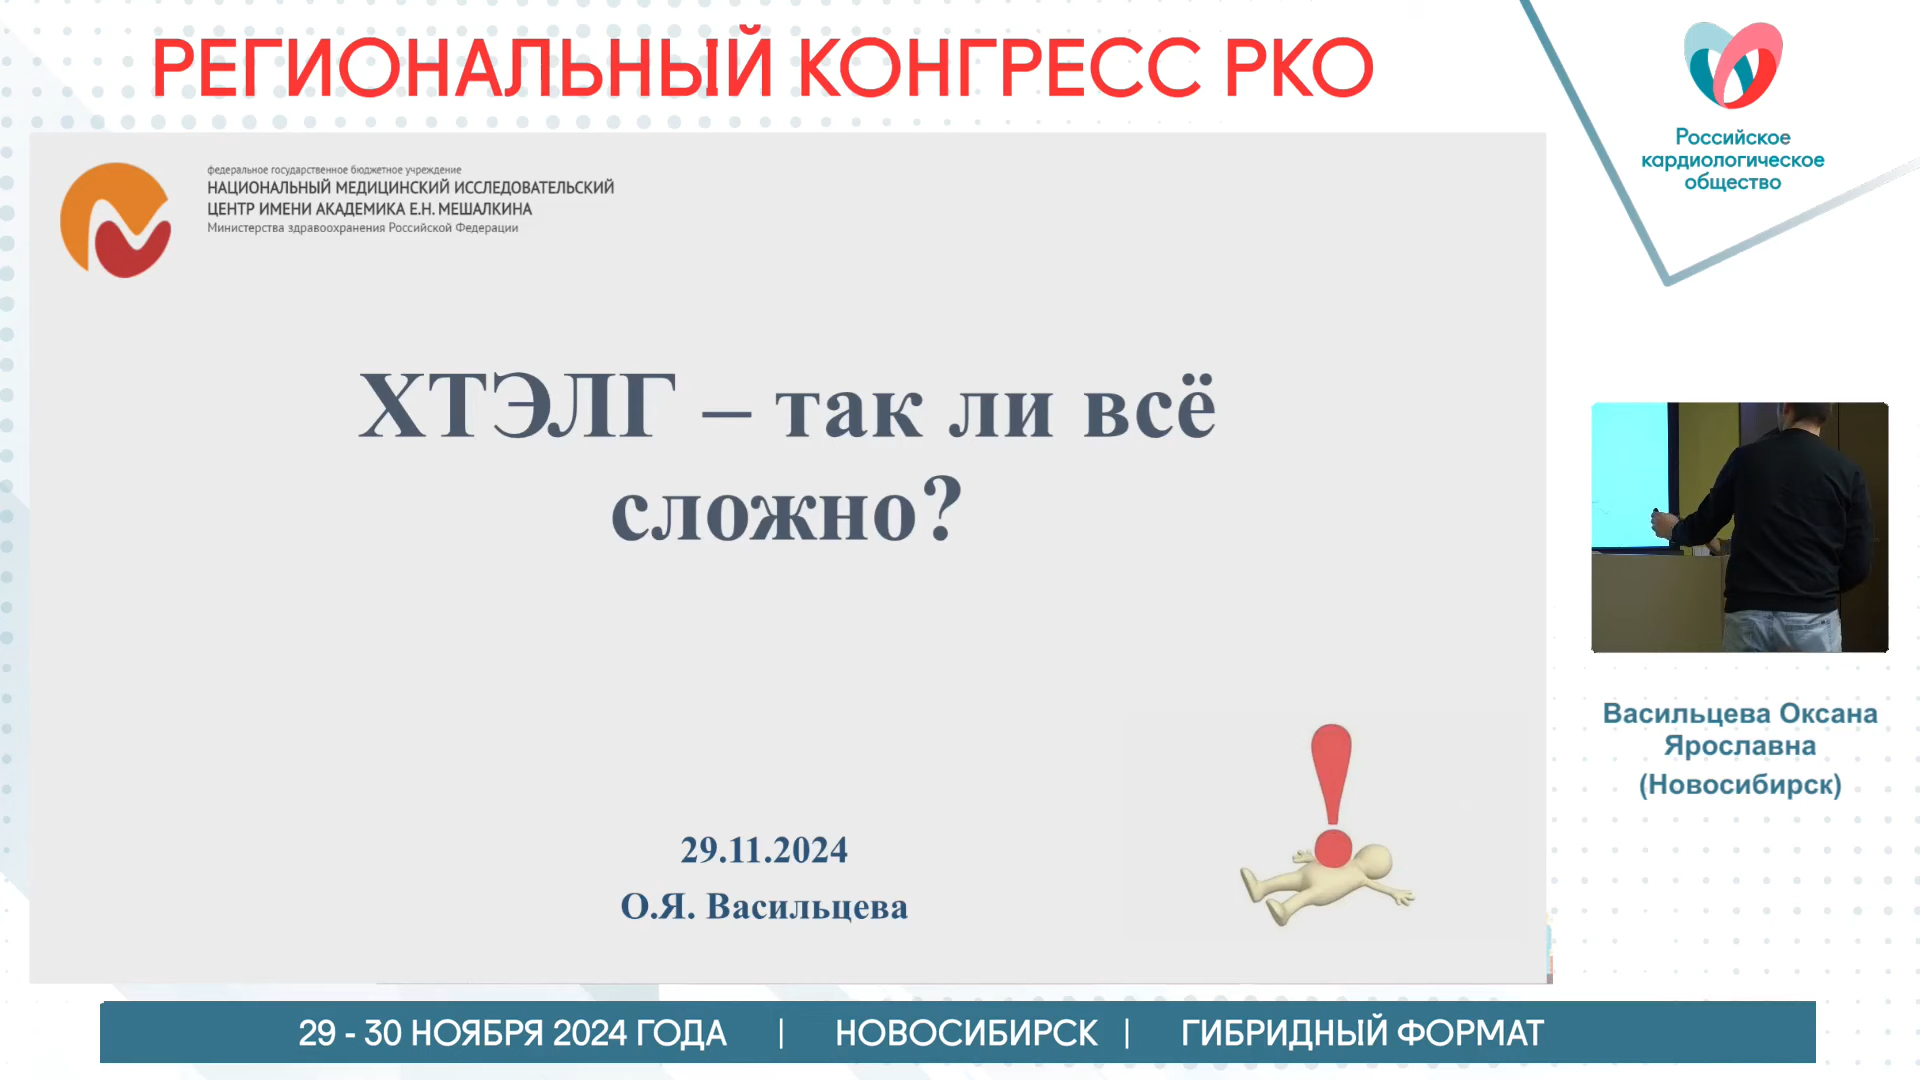 РЕГИОНАЛЬНЫЙ КОНГРЕСС РКО
Российское
кардиологическое
общество
федеральное государственное бюджетное учреждение
НАЦИОНАЛЬНЫЙ МЕДИЦИНСКИЙ ИССЛЕДОВАТЕЛЬСКИЙ
ЦЕНТР ИМЕНИ АКАДЕМИКА Е.Н. МЕШАЛКИНА
Министерства здравоохранения Российской Федерации
ХТЭЛГ – так ли всё
сложно?
29.11.2024
О.Я. Васильцева
Васильцева Оксана
Ярославна
(Новосибирск)
29 - 30 НОЯБРЯ 2024 ГОДА | НОВОСИБИРСК | ГИБРИДНЫЙ ФОРМАТ